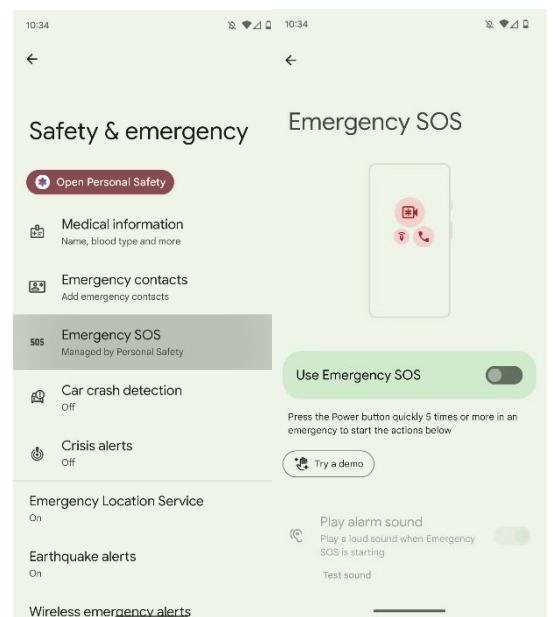 10:34
Safety & emergency
Open Personal Safety
Medical information
Name, blood type and more
Emergency contacts
Add emergency contacts
SOS
Emergency SOS
Managed by Personal Safety
Car crash detection
Off
Crisis alerts
Off
Emergency Location Service
On
Earthquake alerts
On
Wireless emergency alerts
10:34
Emergency SOS
Use Emergency SOS
Press the Power button quickly 5 times or more in an
emergency to start the actions below
Try a demo
Play alarm sound
Play a loud sound when Emergency
SOS is starting
Test sound